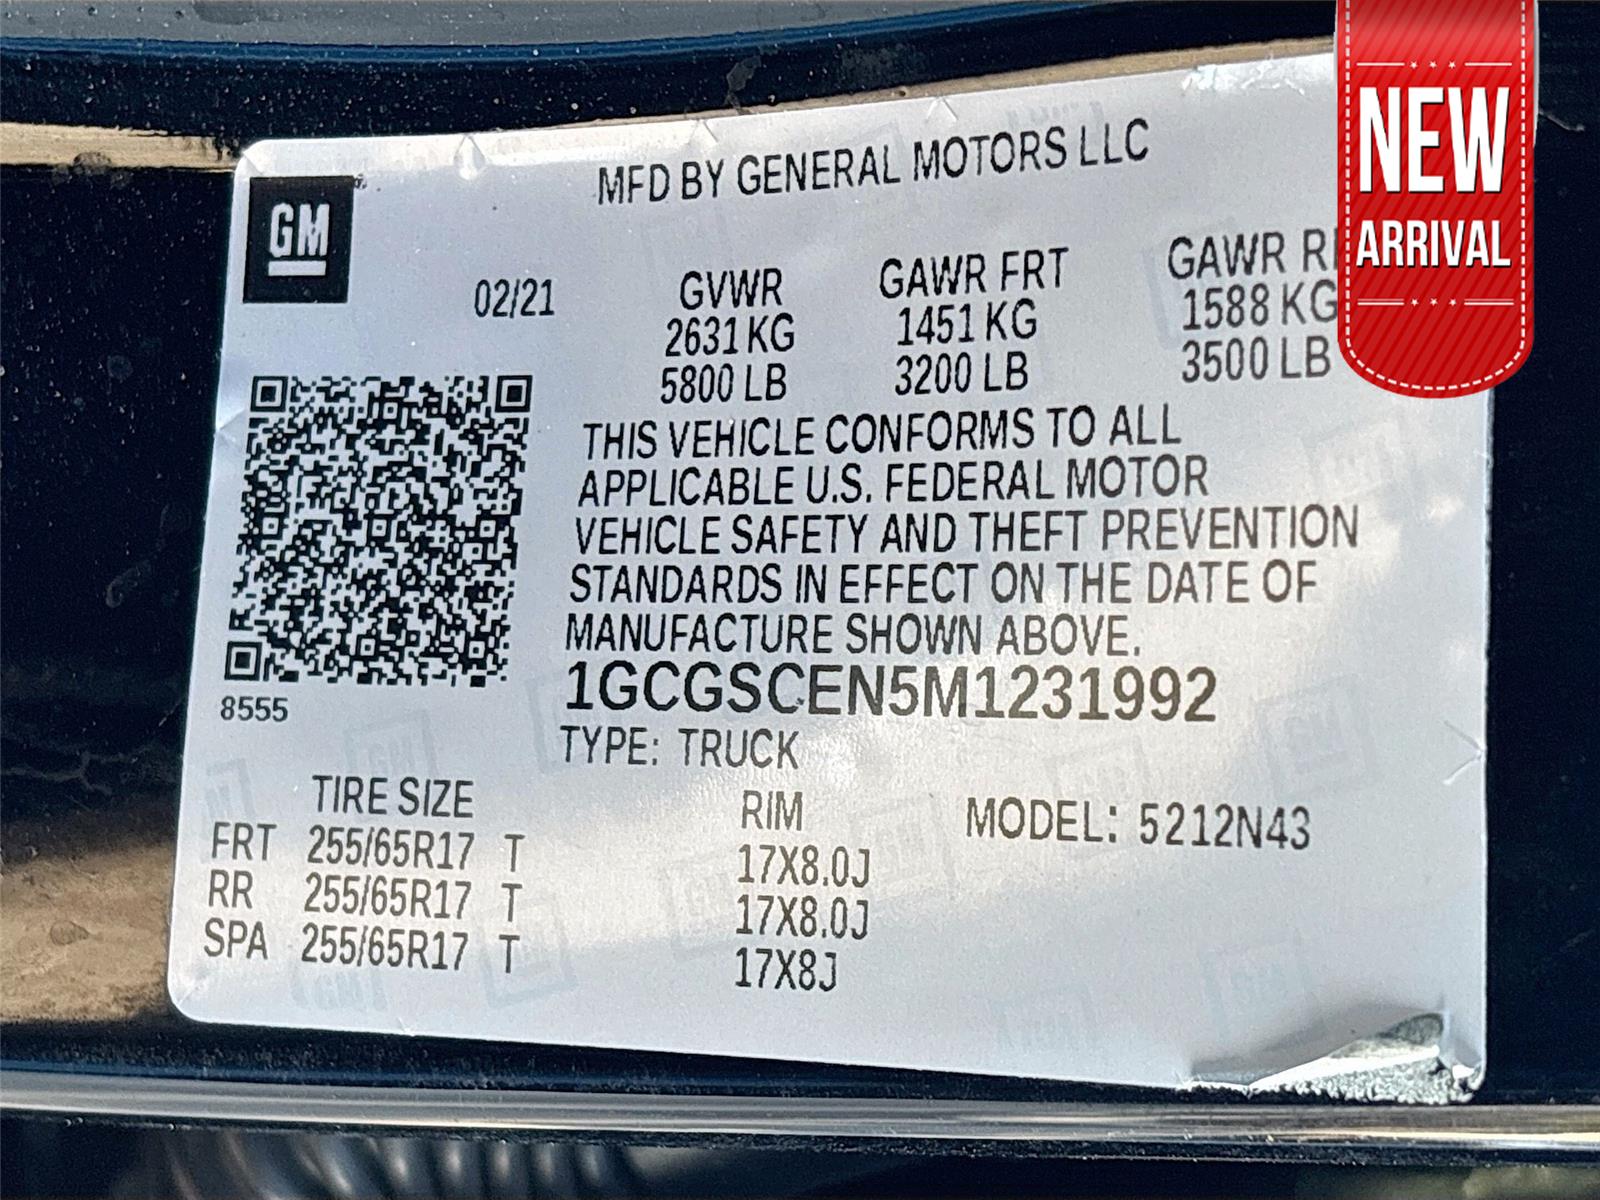 NEW
ARRIVAL
GM
MFD BY GENERAL MOTORS LLC
02/21
GVWR GAWR FRT GAWR
2631 KG 1451 KG 1588 KG
5800 LB 3200 LB 3500 LB
THIS VEHICLE CONFORMS TO ALL
APPLICABLE U.S. FEDERAL MOTOR
VEHICLE SAFETY AND THEFT PREVENTION
STANDARDS IN EFFECT ON THE DATE OF
MANUFACTURE SHOWN ABOVE.
1GCGSCEN5M1231992
8555
TYPE: TRUCK
TIRE SIZE RIM MODEL: 5212N43
FRT 255/65R17 T 17X8.0J
RR 255/65R17 T 17X8.0J
SPA 255/65R17 T 17X8J